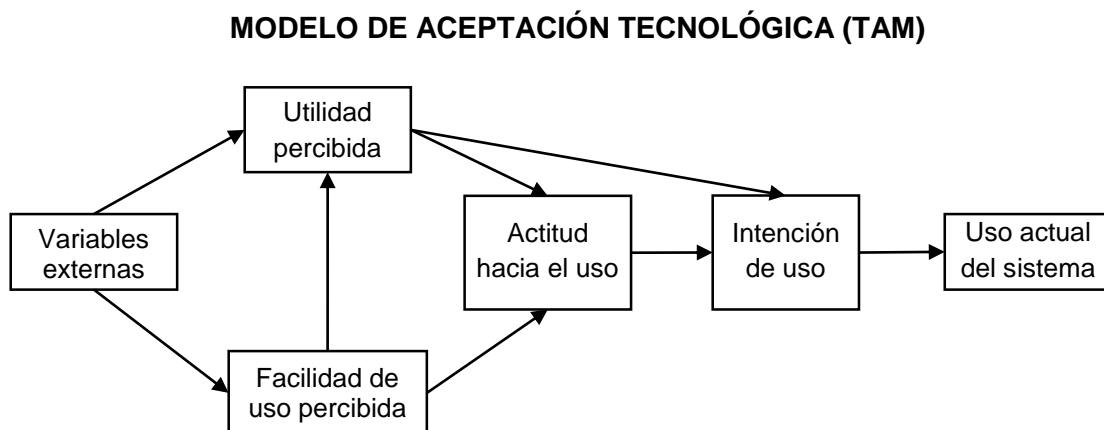 MODELO DE ACEPTACIÓN TECNOLÓGICA (TAM)
Utilidad
percibida
Variables
externas
Actitud
hacia el uso
Intención
de uso
Uso actual
del sistema
Facilidad de
uso percibida